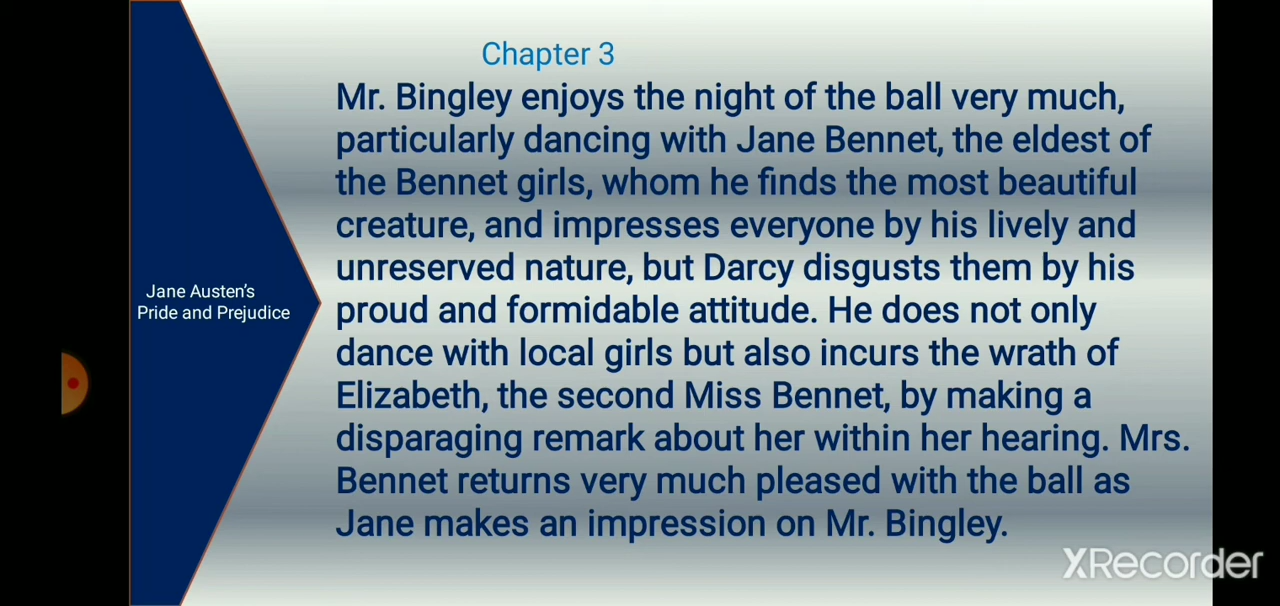 Chapter 3
Mr. Bingley enjoys the night of the ball very much,
particularly dancing with Jane Bennet, the eldest of
the Bennet girls, whom he finds the most beautiful
creature, and impresses everyone by his lively and
unreserved nature, but Darcy disgusts them by his
proud and formidable attitude. He does not only
dance with local girls but also incurs the wrath of
Elizabeth, the second Miss Bennet, by making a
disparaging remark about her within her hearing. Mrs.
Bennet returns very much pleased with the ball as
Jane makes an impression on Mr. Bingley.
Jane Austen's
Pride and Prejudice
XRecorder